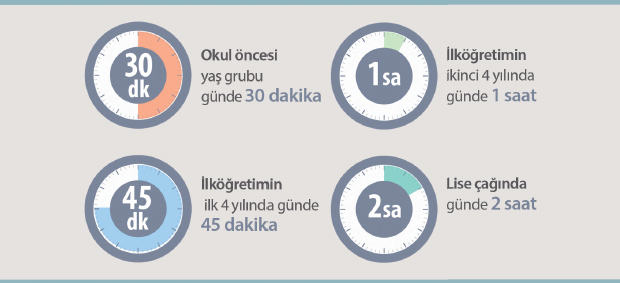 30
dk
Okul öncesi
yaş grubu
günde 30 dakika
1sa
İlköğretimin
ikinci 4 yılında
günde 1 saat
45
dk
İlköğretimin
ilk 4 yılında günde
45 dakika
2sa
Lise çağında
günde 2 saat